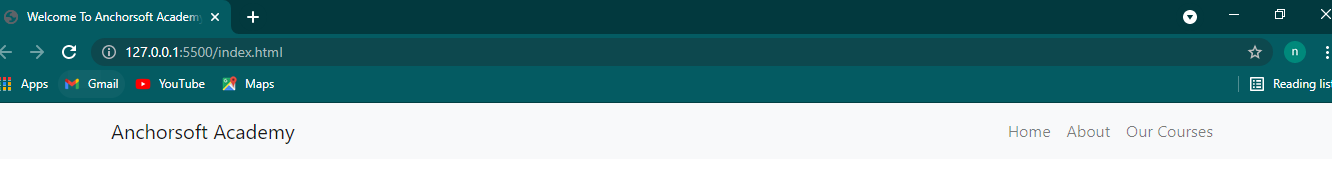 Welcome To Anchorsoft Academy
127.0.0.1:5500/index.html
n
Apps Gmail YouTube Maps Reading list
Anchorsoft Academy Home About Our Courses